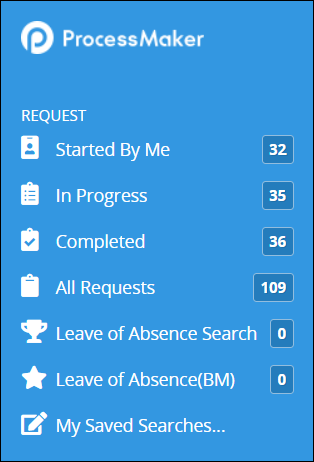 ProcessMaker
REQUEST
Started By Me 32
In Progress 35
Completed 36
All Requests 109
Leave of Absence Search 0
Leave of Absence(BM) 0
My Saved Searches...